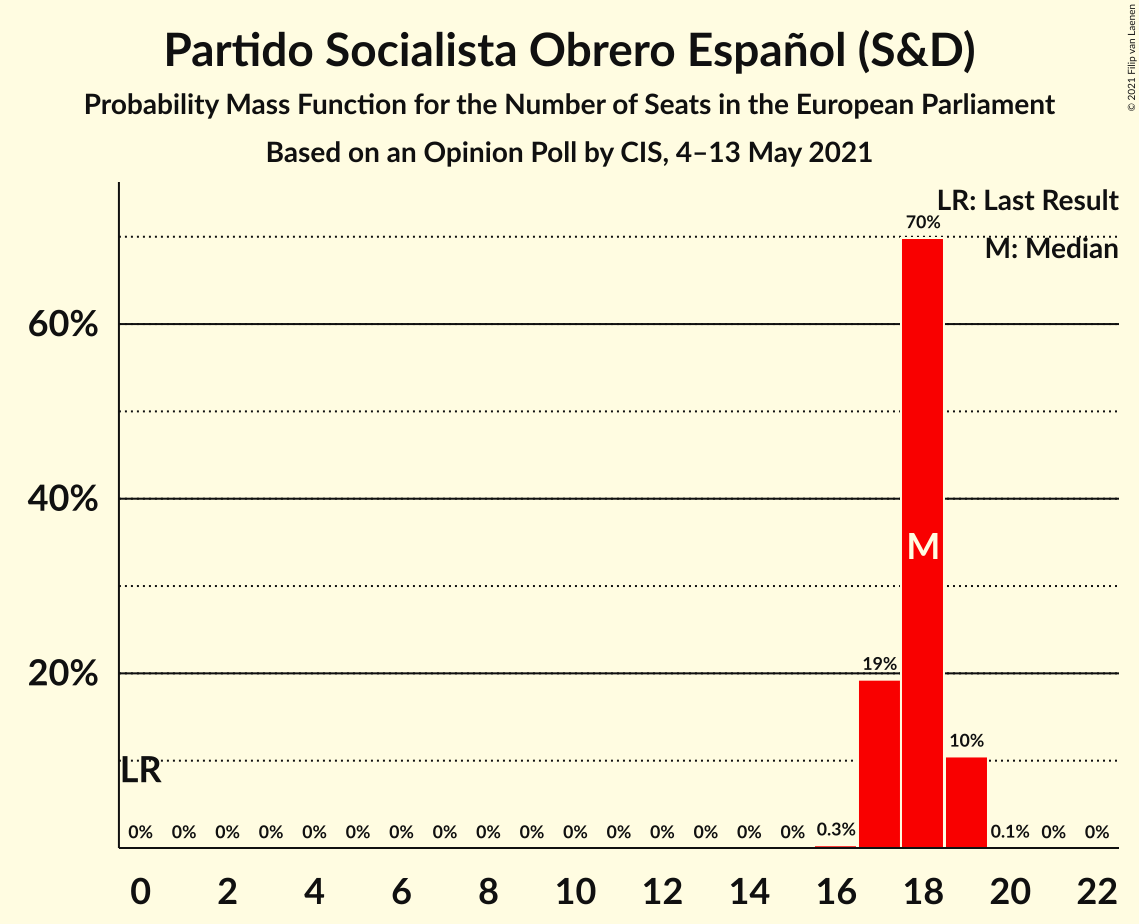 Partido Socialista Obrero Español (S&D)
Probability Mass Function for the Number of Seats in the European Parliament
Based on an Opinion Poll by CIS, 4–13 May 2021
© 2021 Filip van Laenen
LR: Last Result
M: Median
60%
40%
20%
LR
M
0% 0% 0% 0% 0% 0% 0% 0% 0% 0% 0% 0% 0% 0% 0% 0% 0.3% 19% 70% 10% 0.1% 0% 0%
0 2 4 6 8 10 12 14 16 18 20 22